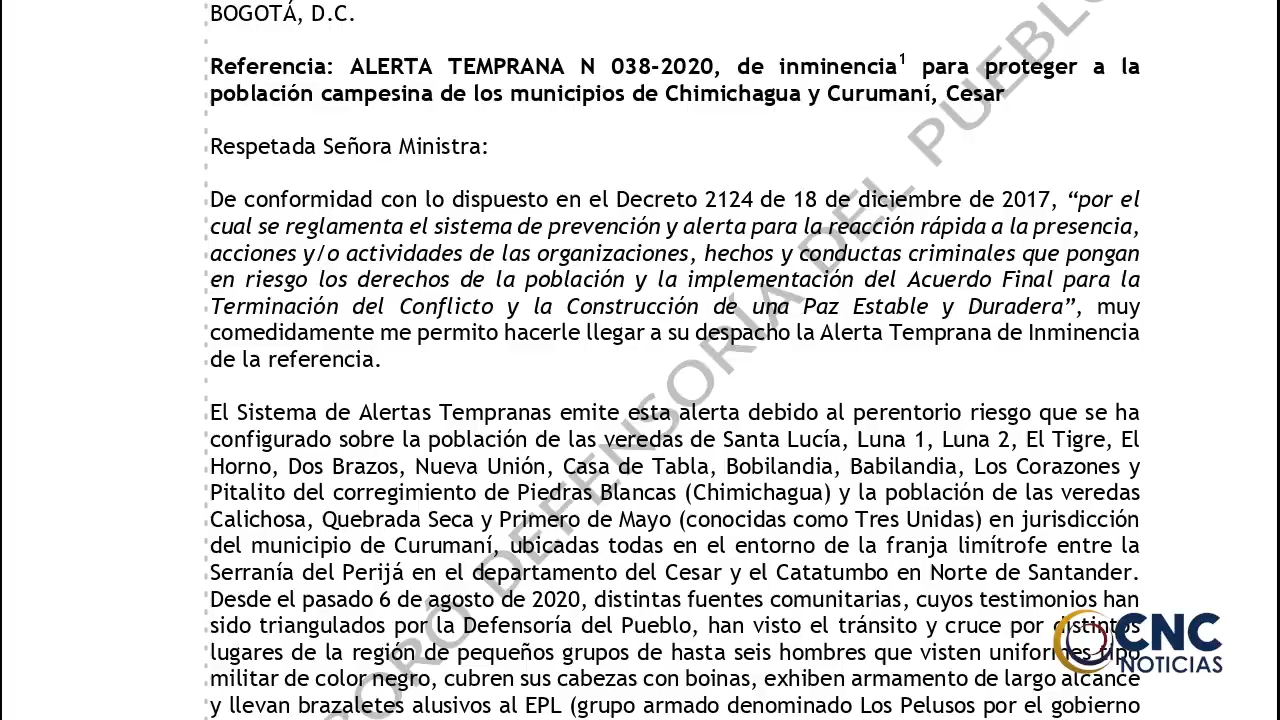 BOGOTÁ, D.C.
Referencia: ALERTA TEMPRANA N 038-2020, de inminencia1 para proteger a la
población campesina de los municipios de Chimichagua y Curumaní, Cesar
Respetada Señora Ministra:
De conformidad con lo dispuesto en el Decreto 2124 de 18 de diciembre de 2017, “por el
cual se reglamenta el sistema de prevención y alerta para la reacción rápida a la presencia,
acciones y/o actividades de las organizaciones, hechos y conductas criminales que pongan
en riesgo los derechos de la población y la implementación del Acuerdo Final para la
Terminación del Conflicto y la Construcción de una Paz Estable y Duradera”, muy
comedidamente me permito hacerle llegar a su despacho la Alerta Temprana de Inminencia
de la referencia.
El Sistema de Alertas Tempranas emite esta alerta debido al perentorio riesgo que se ha
configurado sobre la población de las veredas de Santa Lucía, Luna 1, Luna 2, El Tigre, El
Horno, Dos Brazos, Nueva Unión, Casa de Tabla, Bobilandia, Babilandia, Los Corazones y
Pitalito del corregimiento de Piedras Blancas (Chimichagua) y la población de las veredas
Calichosa, Quebrada Seca y Primero de Mayo (conocidas como Tres Unidas) en jurisdicción
del municipio de Curumaní, ubicadas todas en el entorno de la franja limítrofe entre la
Serranía del Perijá en el departamento del Cesar y el Catatumbo en Norte de Santander.
Desde el pasado 6 de agosto de 2020, distintas fuentes comunitarias, cuyos testimonios han
sido triangulados por la Defensoría del Pueblo, han visto el tránsito y cruce por distintos
lugares de la región de pequeños grupos de hasta seis hombres que visten uniformes tipo
militar de color negro, cubren sus cabezas con boinas, exhiben armamento de largo alcance
y llevan brazaletes alusivos al EPL (grupo armado denominado Los Pelusos por el gobierno
DEFENSORÍA DEL PUEBLO
CNC
NOTICIAS